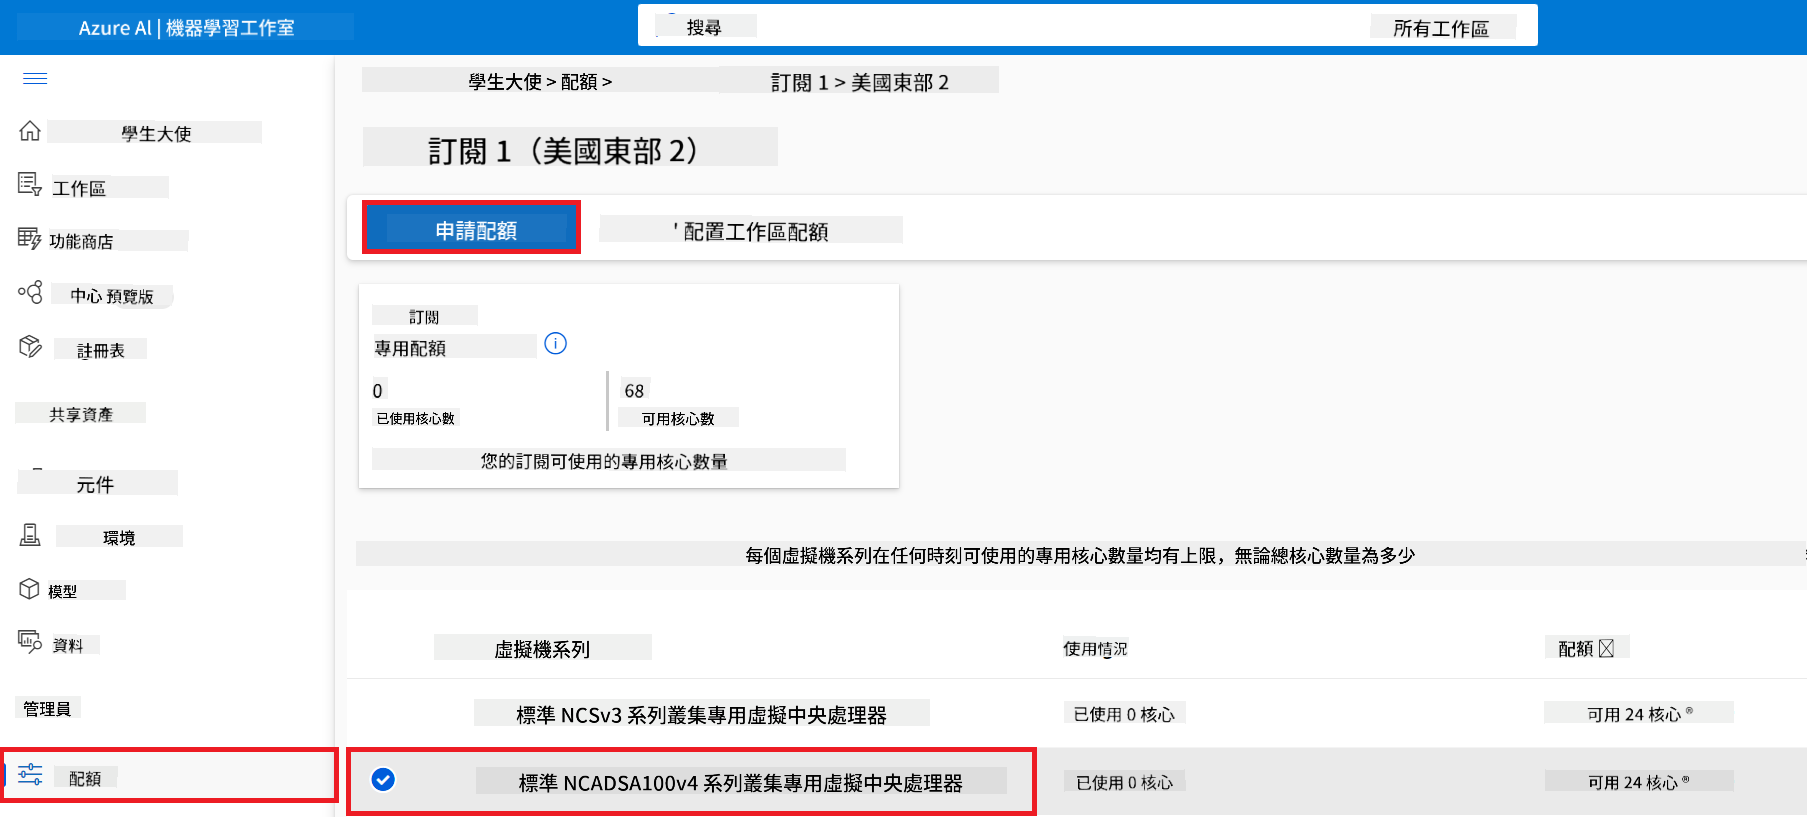 Azure Al | 機器學習工作室
搜尋
所有工作區
學生大使 > 配額 >
訂閱 1 > 美國東部 2
學生大使
訂閱 1（美國東部 2）
工作區
申請配額
' 配置工作區配額
功能商店
中心 預覽版
訂閱
註冊表
專用配額
0
68
共享資產
已使用核心數
可用核心數
您的訂閱可使用的專用核心數量
元件
環境
每個虛擬機系列在任何時刻可使用的專用核心數量均有上限，無論總核心數量為多少
模型
資料
虛擬機系列
使用情況
配額
管理員
標準 NCSv3 系列叢集專用虛擬中央處理器
已使用 0 核心
可用 24 核心 ®
配額
標準 NCADSA100v4 系列叢集專用虛擬中央處理器
已使用 0 核心
可用 24 核心 ®